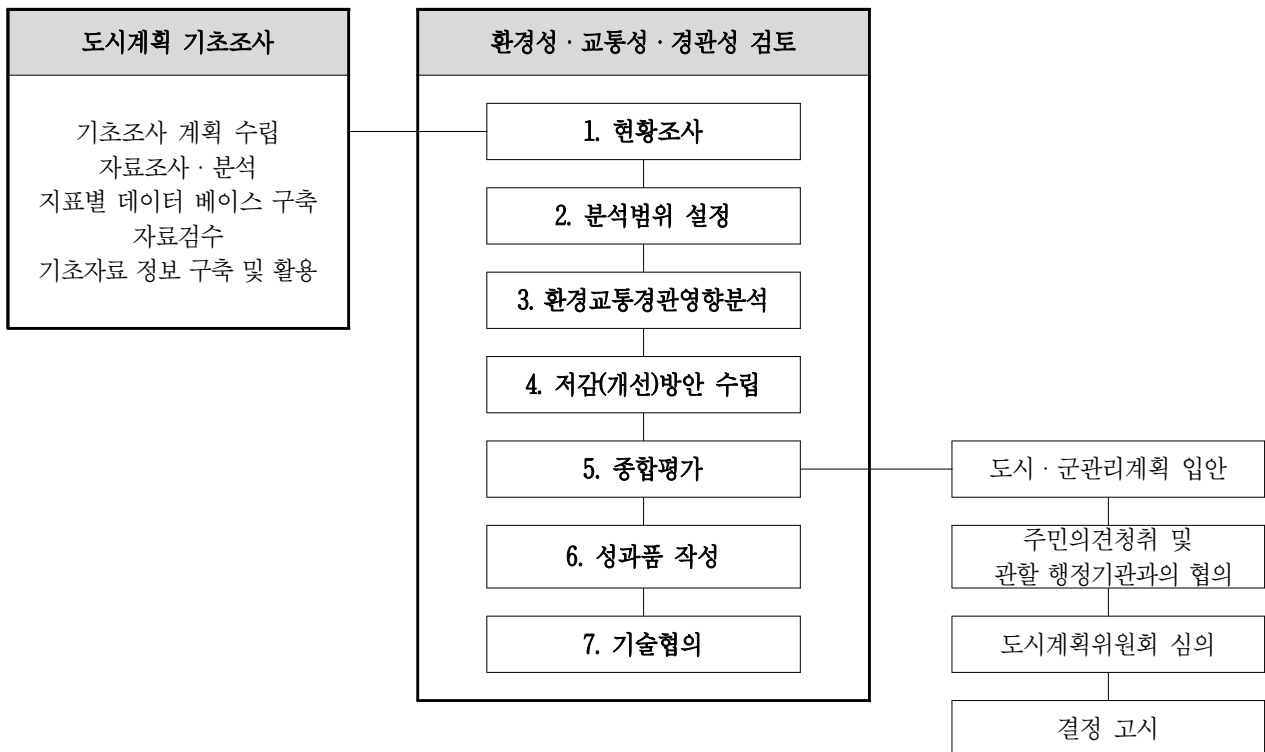 도시계획 기초조사
기초조사 계획 수립
자료조사 · 분석
지표별 데이터 베이스 구축
자료검수
기초자료 정보 구축 및 활용
환경성 · 교통성 · 경관성 검토
1. 현황조사
2. 분석범위 설정
3. 환경교통경관영향분석
4. 저감(개선)방안 수립
5. 종합평가
6. 성과품 작성
7. 기술협의
도시 · 군관리계획 입안
주민의견청취 및
관할 행정기관과의 협의
도시계획위원회 심의
결정 고시